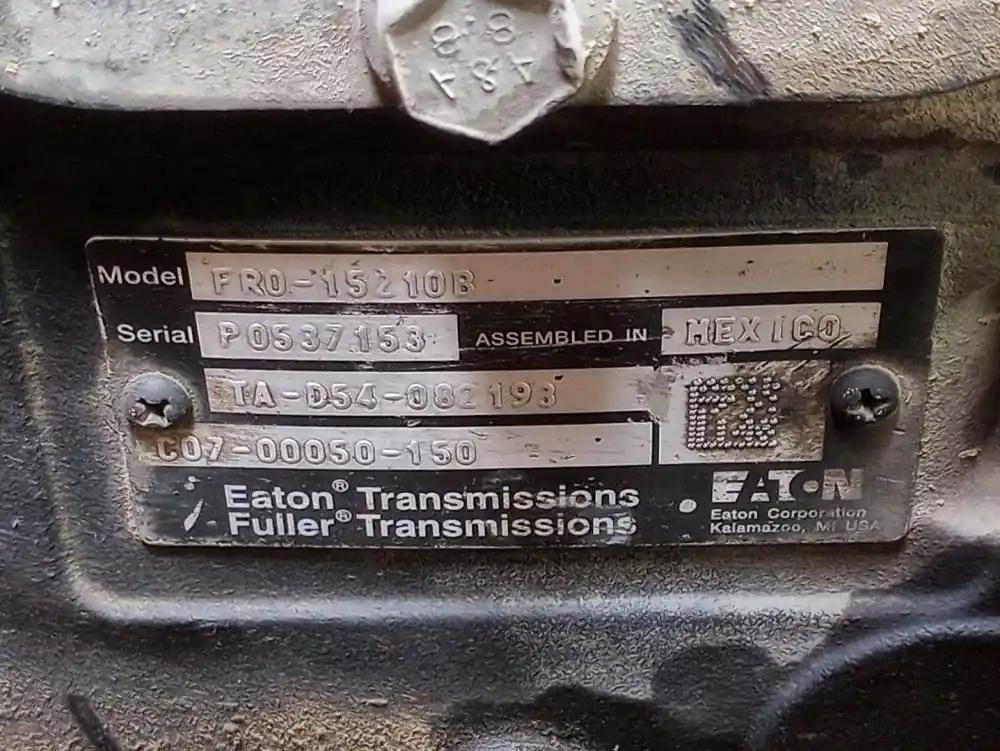 8.8
Model FRO-15210B
Serial P0537153 ASSEMBLED IN MEXICO
TA-D54-082193
C07-00050-150
Eaton® Transmissions
Fuller® Transmissions
EATON
Eaton Corporation
Kalamazoo, MI USA